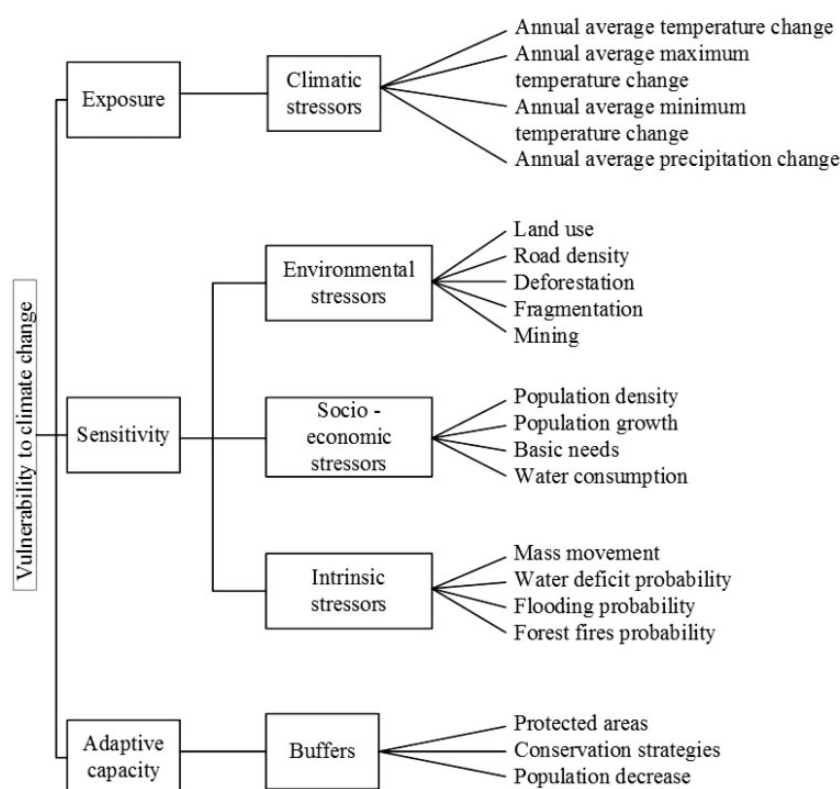 Vulnerability to climate change
Exposure
Climatic
stressors
Annual average temperature change
Annual average maximum
temperature change
Annual average minimum
temperature change
Annual average precipitation change
Sensitivity
Environmental
stressors
Land use
Road density
Deforestation
Fragmentation
Mining
Socio -
economic
stressors
Population density
Population growth
Basic needs
Water consumption
Intrinsic
stressors
Mass movement
Water deficit probability
Flooding probability
Forest fires probability
Adaptive
capacity
Buffers
Protected areas
Conservation strategies
Population decrease